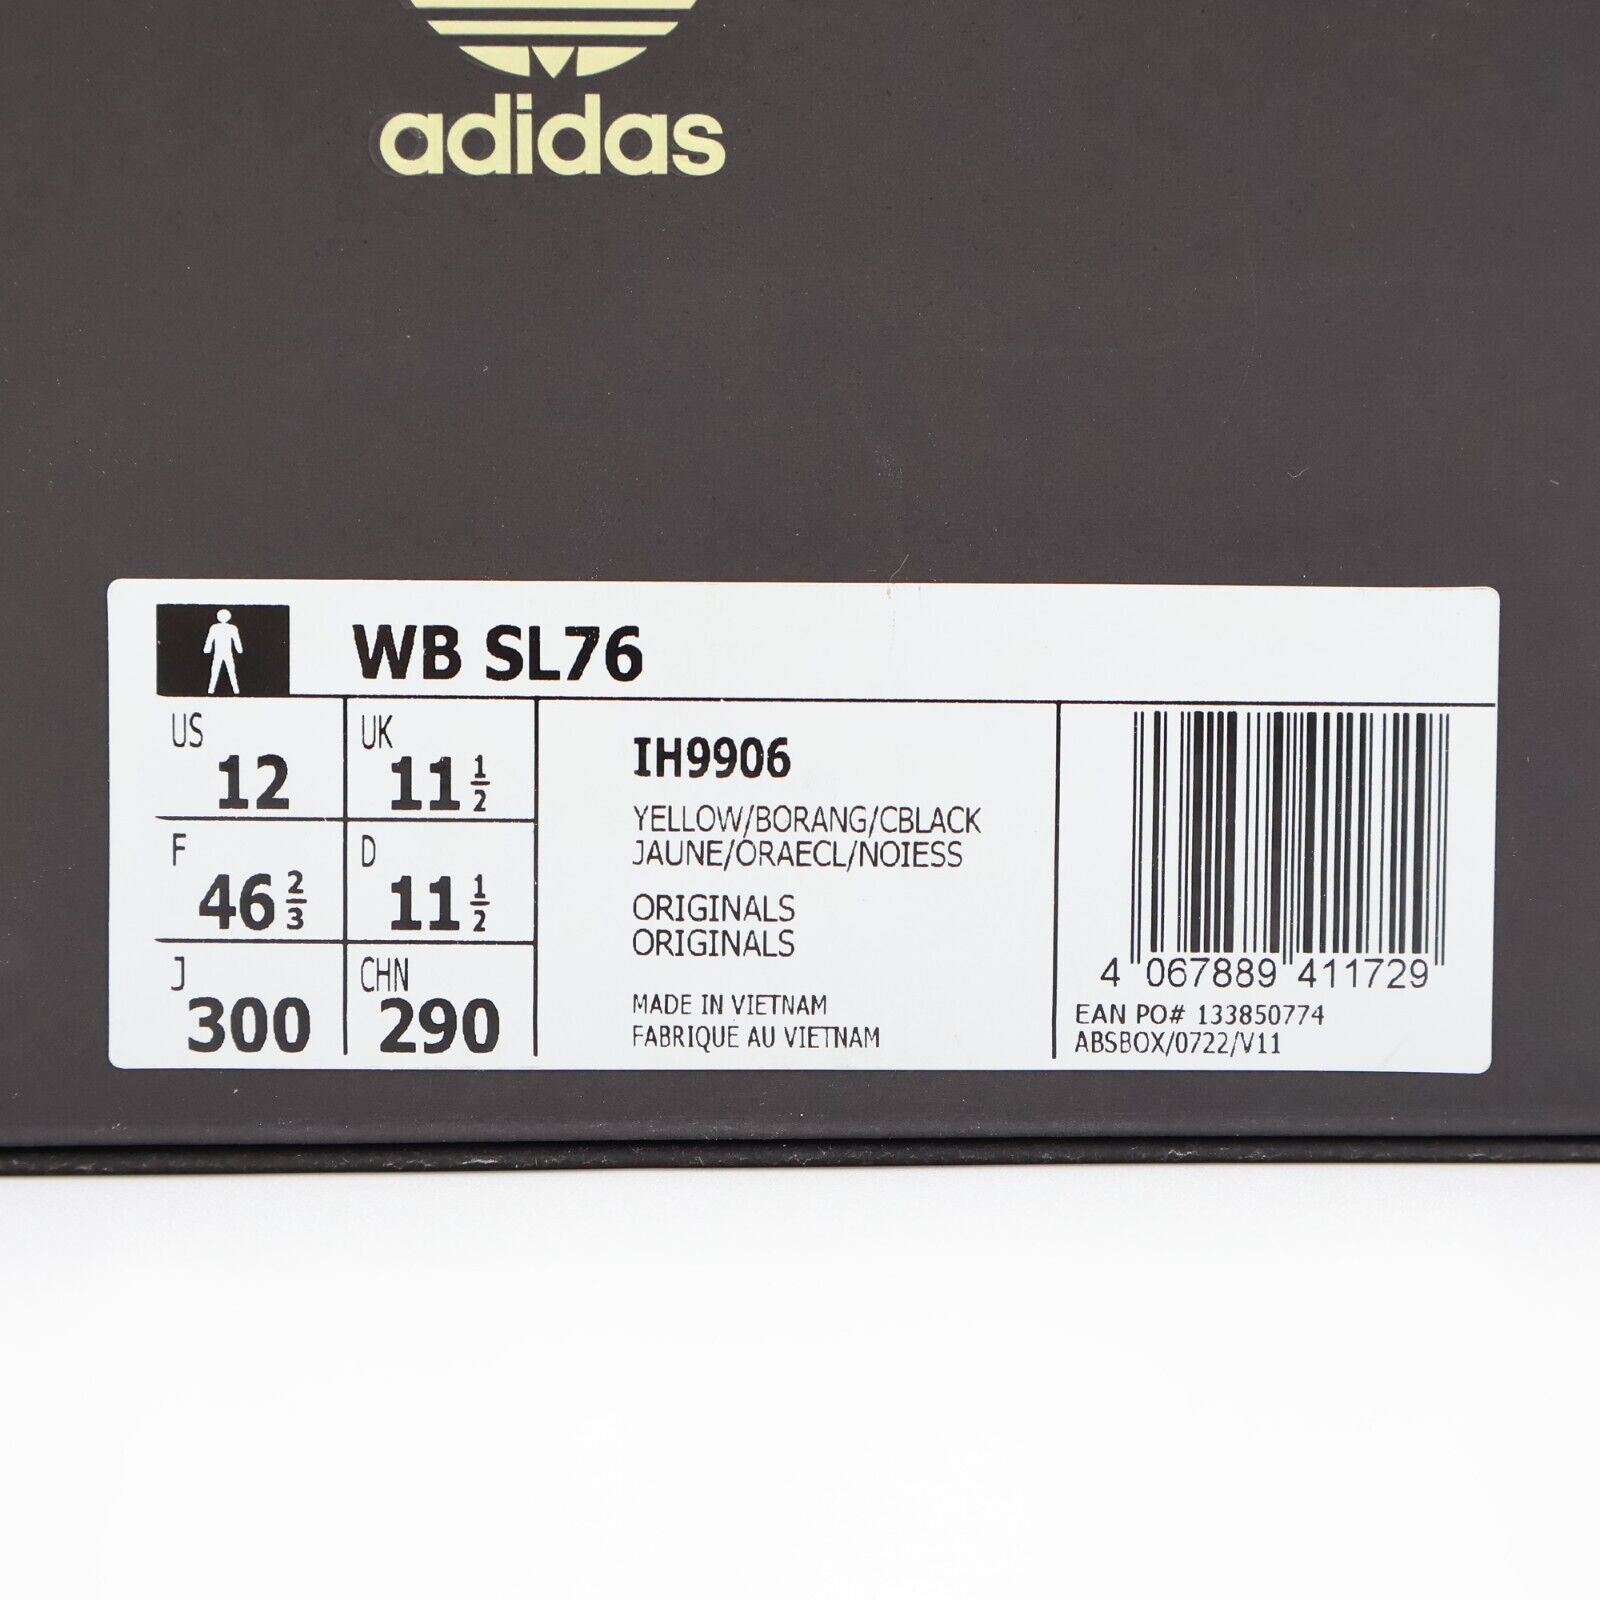 adidas
WB SL76
US 12
UK 11 1/2
F 46 2/3
D 11 1/2
J 300
CHN 290
IH9906
YELLOW/BORANG/CBLACK
JAUNE/ORAECL/NOIESS
ORIGINALS
ORIGINALS
MADE IN VIETNAM
FABRIQUE AU VIETNAM
4 067889 411729
EAN PO# 133850774
ABSBOX/0722/V11